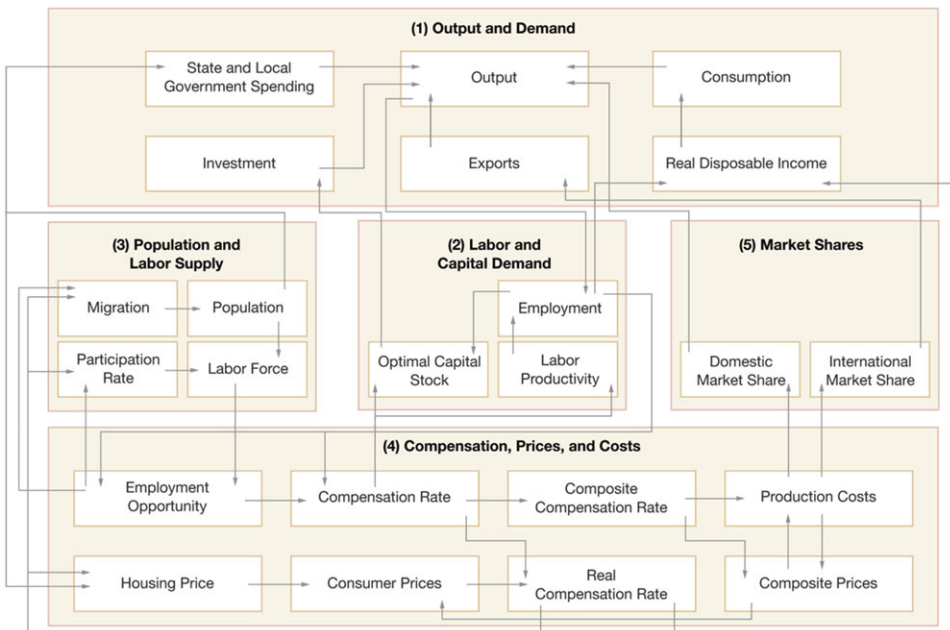 (1) Output and Demand
State and Local
Government Spending
Output
Consumption
Investment
Exports
Real Disposable Income
(3) Population and
Labor Supply
Migration
Population
Participation
Rate
Labor Force
(2) Labor and
Capital Demand
Employment
Optimal Capital
Stock
Labor
Productivity
(5) Market Shares
Domestic
Market Share
International
Market Share
(4) Compensation, Prices, and Costs
Employment
Opportunity
Compensation Rate
Composite
Compensation Rate
Production Costs
Housing Price
Consumer Prices
Real
Compensation Rate
Composite Prices